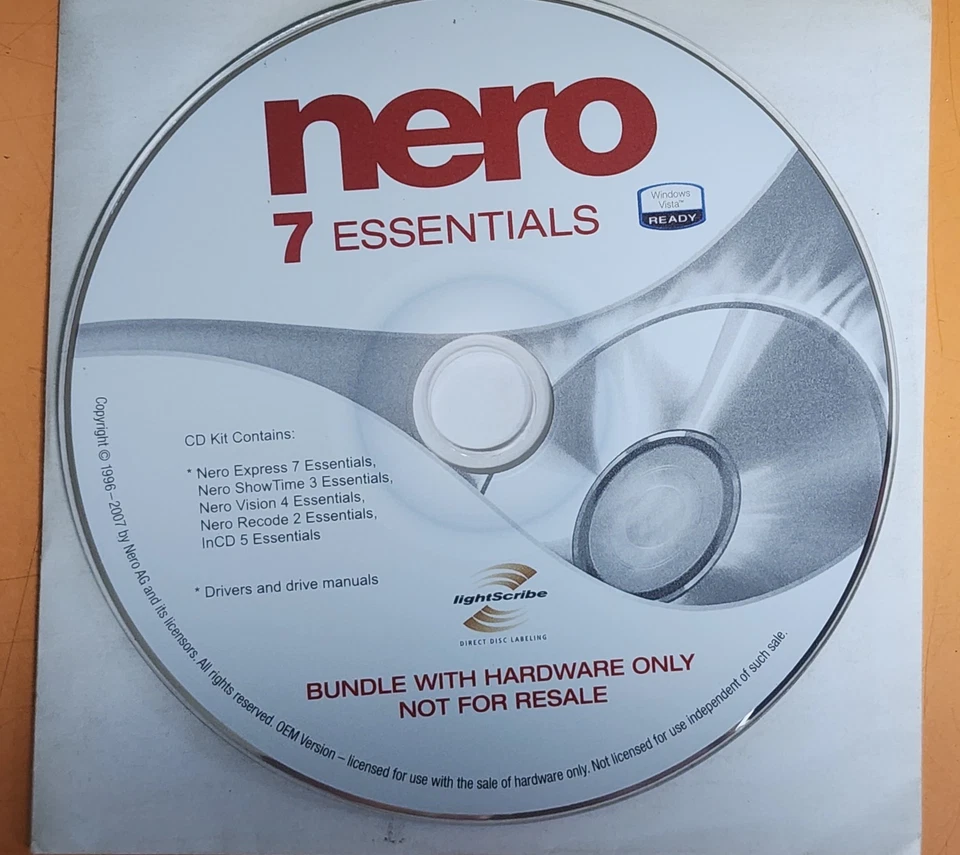 nero
7 ESSENTIALS
Windows
Vista™
READY
CD Kit Contains:
* Nero Express 7 Essentials,
Nero ShowTime 3 Essentials,
Nero Vision 4 Essentials,
Nero Recode 2 Essentials,
InCD 5 Essentials
* Drivers and drive manuals
lightScribe
DIRECT DISC LABELING
BUNDLE WITH HARDWARE ONLY
NOT FOR RESALE
Copyright © 1996–2007 by Nero AG and its licensors. All rights reserved. OEM Version – licensed for use with the sale of hardware only. Not licensed for use independent of such sale.